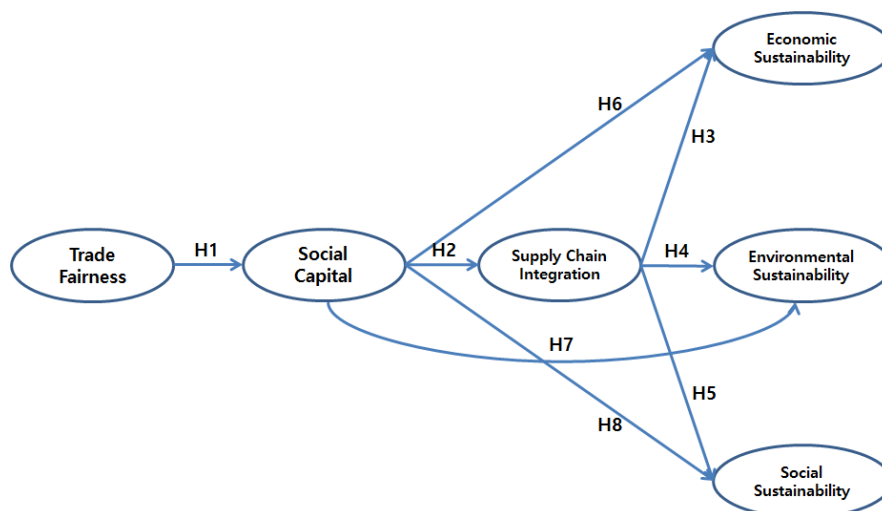 Economic
Sustainability
H6
H3
H1
H2
H4
Trade
Fairness
Social
Capital
Supply Chain
Integration
Environmental
Sustainability
H7
H5
H8
Social
Sustainability